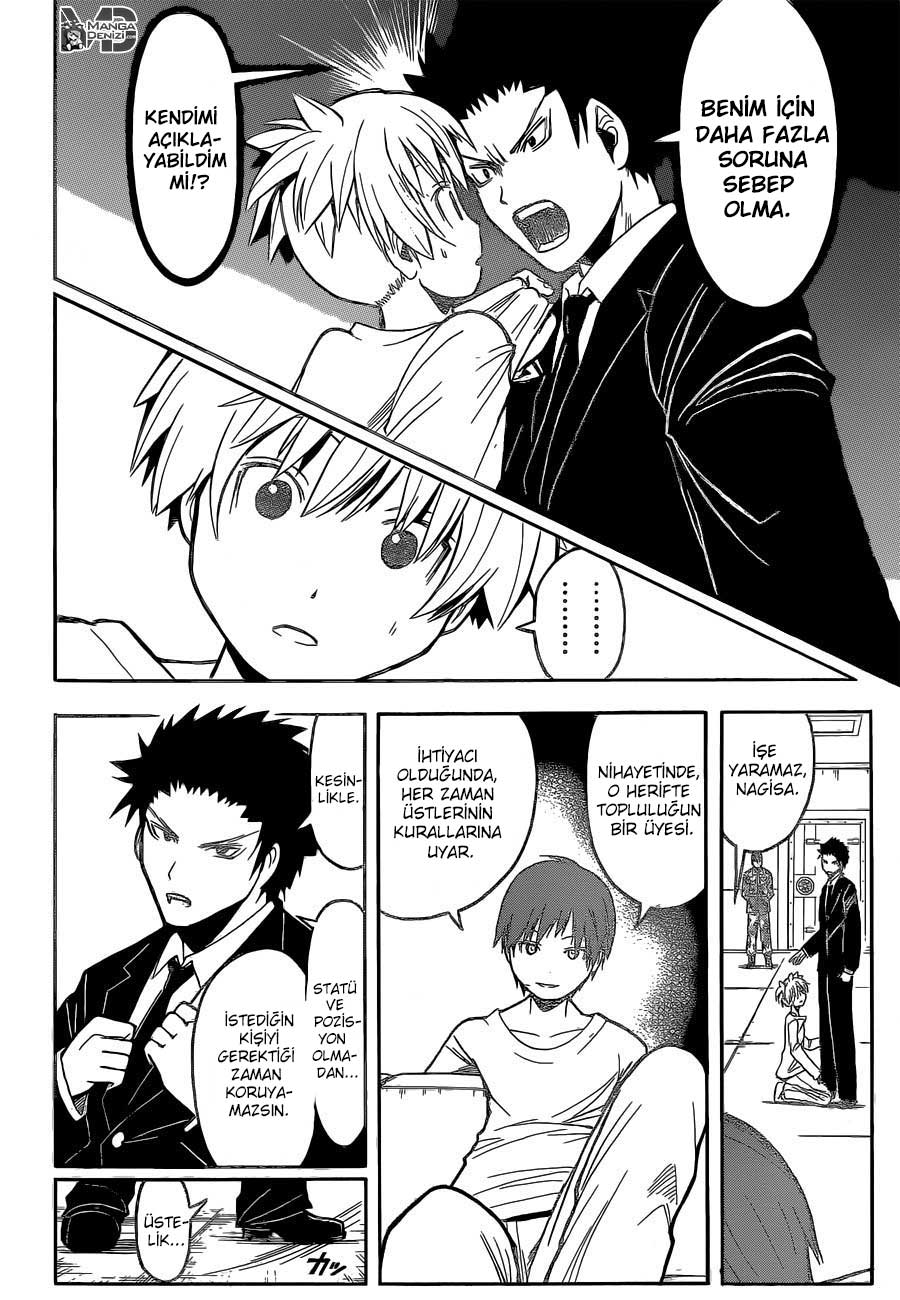 MANGA
DENİZİ.com
BENİM İÇİN
DAHA FAZLA
SORUNA
SEBEP
OLMA.
KENDİMİ
AÇIKLA-
YABİLDİM
Mİ!?
İŞE
YARAMAZ,
NAGİSA.
NİHAYETİNDE,
O HERİFTE
TOPLULUĞUN
BİR ÜYESİ.
İHTİYACI
OLDUĞUNDA,
HER ZAMAN
ÜSTLERİNİN
KURALLARINA
UYAR.
KESİN-
LİKLE.
STATÜ
VE
POZİS-
YON
OLMA-
DAN...
İSTEDİĞİN
KİŞİYİ
GEREKTİĞİ
ZAMAN
KORUYA-
MAZSIN.
ÜSTE-
LİK...
カッ